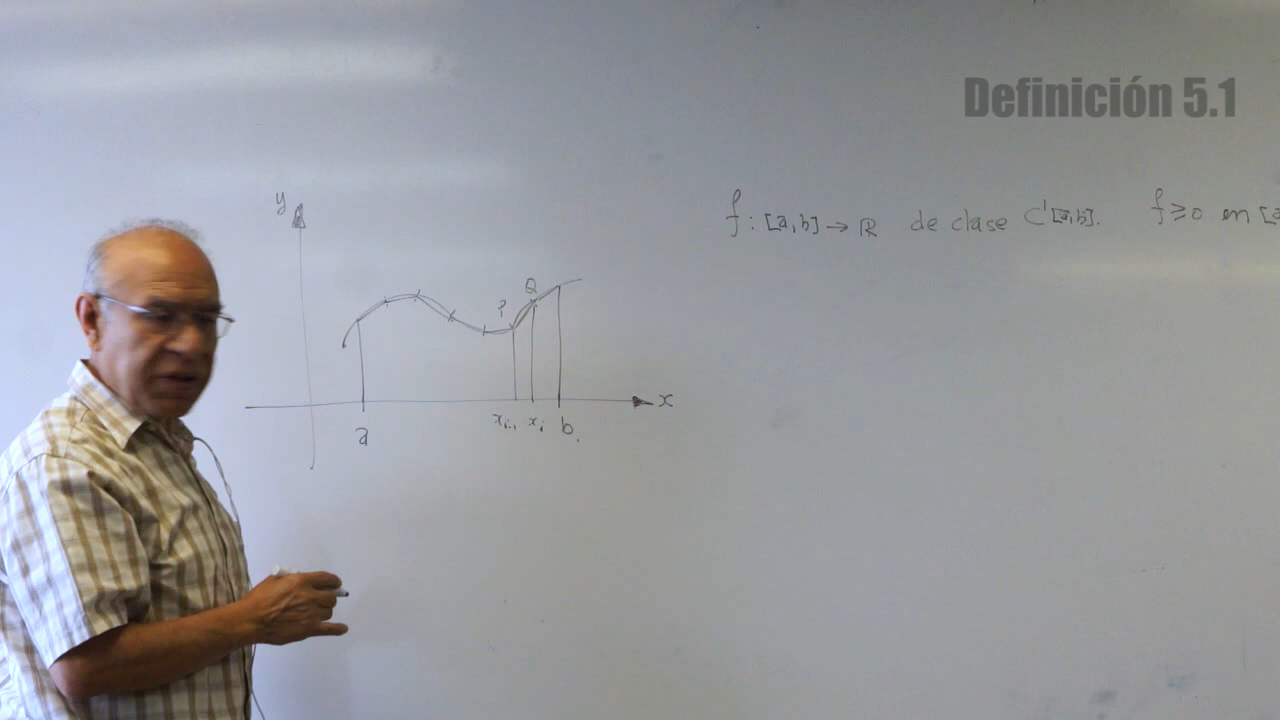 Definición 5.1
f : [a,b] → ℝ de clase C¹[a,b]. f ≥ 0 en [a
y
P
Q
x
a
xᵢ₋₁ xᵢ b.